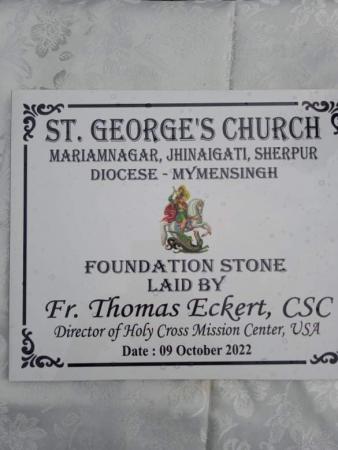 ST. GEORGE'S CHURCH
MARIAMNAGAR, JHINAIGATI, SHERPUR
DIOCESE - MYMENSINGH
FOUNDATION STONE
LAID BY
Fr. Thomas Eckert, CSC
Director of Holy Cross Mission Center, USA
Date : 09 October 2022